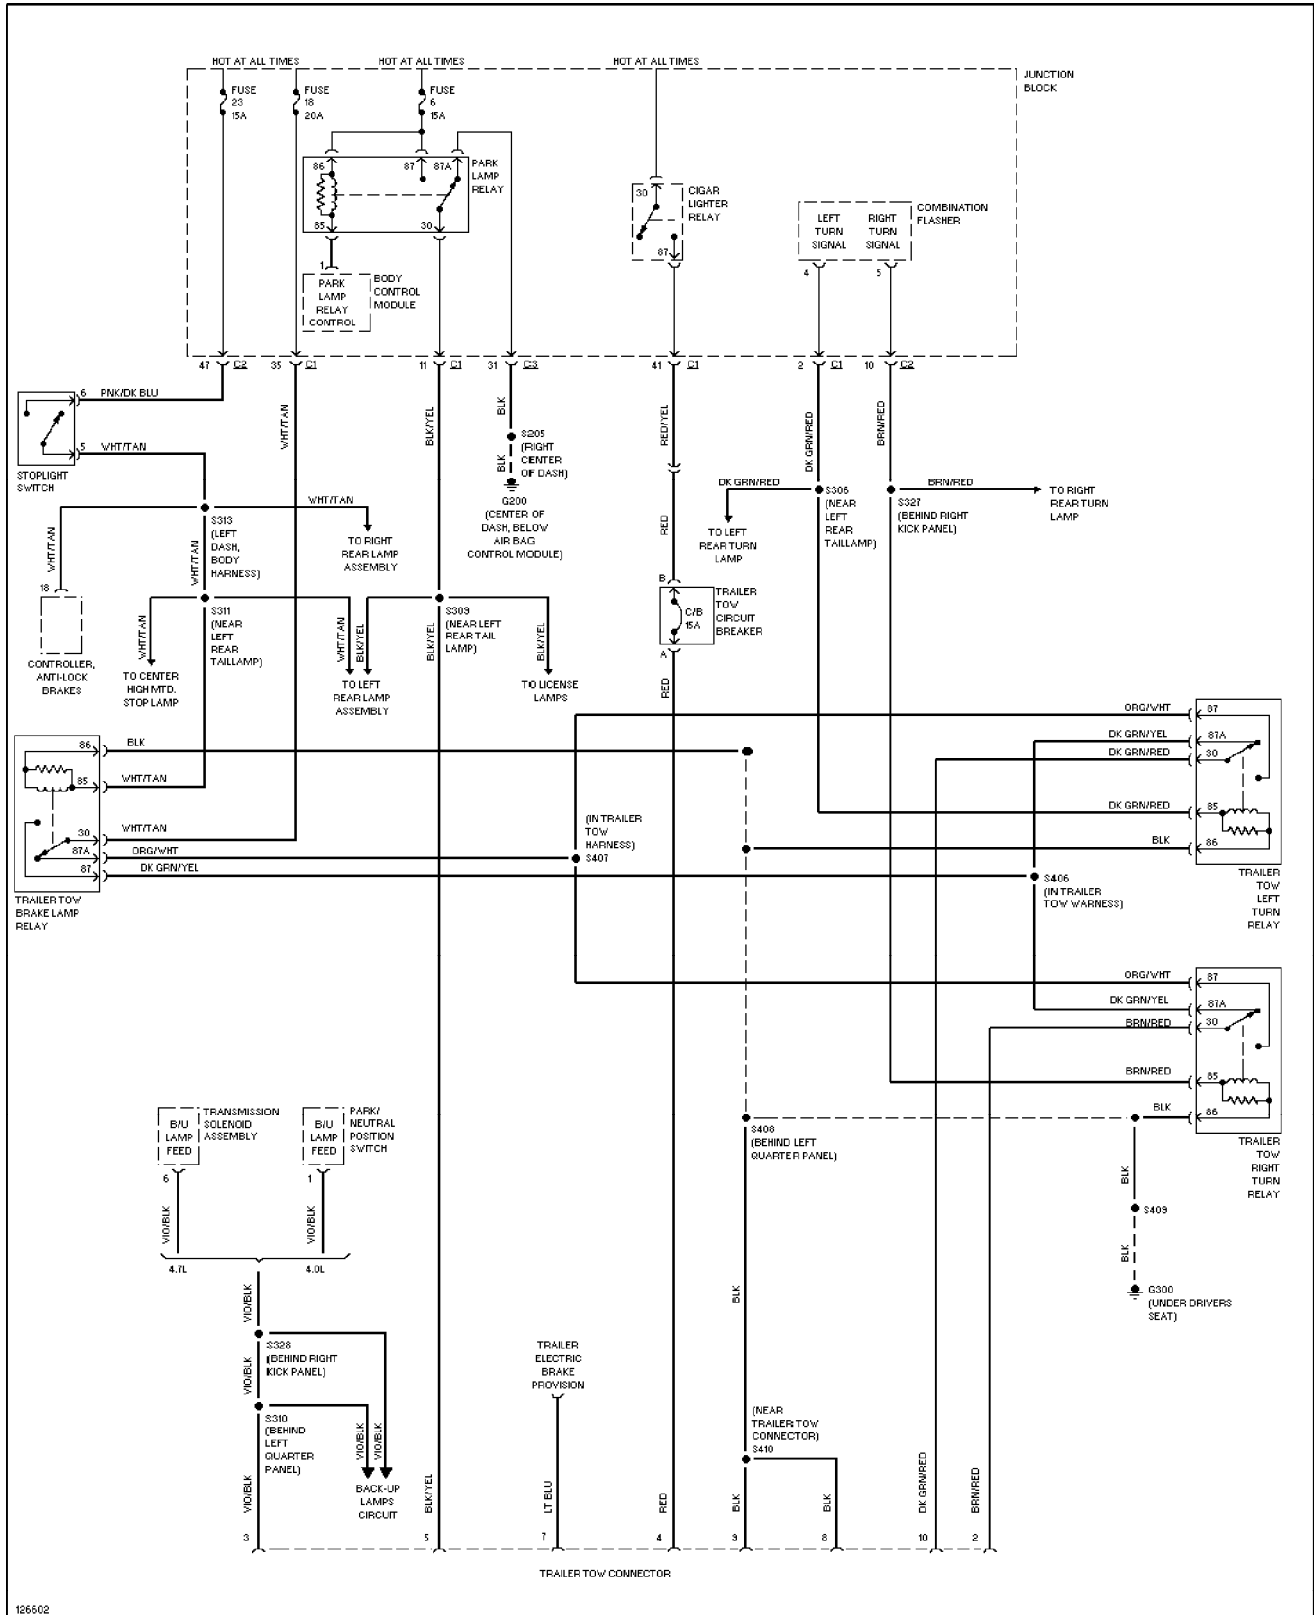 HOT AT ALL TIMES
HOT AT ALL TIMES
HOT AT ALL TIMES
JUNCTION
BLOCK
FUSE
23
15A
FUSE
18
20A
FUSE
6
15A
86
87
87A
PARK
LAMP
RELAY
85
30
1
PARK
LAMP
RELAY
CONTROL
BODY
CONTROL
MODULE
30
CIGAR
LIGHTER
RELAY
87
LEFT
TURN
SIGNAL
RIGHT
TURN
SIGNAL
COMBINATION
FLASHER
4
5
47 C2
35 C1
11 C1
31 C3
41 C1
2 C1
10 C2
6 PNK/DK BLU
5 WHT/TAN
STOPLIGHT
SWITCH
WHT/TAN
BLK/YEL
BLK
S205
(RIGHT
CENTER
OF DASH)
BLK
G200
(CENTER OF
DASH, BELOW
AIR BAG
CONTROL MODULE)
RED/YEL
RED
DK GRN/RED
BRN/RED
DK GRN/RED
S306
(NEAR
LEFT
REAR
TAILLAMP)
TO LEFT
REAR TURN
LAMP
BRN/RED
S327
(BEHIND RIGHT
KICK PANEL)
TO RIGHT
REAR TURN
LAMP
WHT/TAN
S313
(LEFT
DASH,
BODY
HARNESS)
TO RIGHT
REAR LAMP
ASSEMBLY
WHT/TAN
WHT/TAN
18
CONTROLLER,
ANTI-LOCK
BRAKES
WHT/TAN
TO CENTER
HIGH MTD.
STOP LAMP
S311
(NEAR
LEFT
REAR
TAILLAMP)
WHT/TAN
BLK/YEL
TO LEFT
REAR LAMP
ASSEMBLY
BLK/YEL
S309
(NEAR LEFT
REAR TAIL
LAMP)
BLK/YEL
TO LICENSE
LAMPS
B
C/B
15A
A
TRAILER
TOW
CIRCUIT
BREAKER
RED
86 BLK
85 WHT/TAN
30 WHT/TAN
87A ORG/WHT
87 DK GRN/YEL
TRAILER TOW
BRAKE LAMP
RELAY
(IN TRAILER
TOW
HARNESS)
S407
ORG/WHT 87
DK GRN/YEL 87A
DK GRN/RED 30
DK GRN/RED 85
BLK 86
TRAILER
TOW
LEFT
TURN
RELAY
S406
(IN TRAILER
TOW WARNESS)
ORG/WHT 87
DK GRN/YEL 87A
BRN/RED 30
BRN/RED 85
BLK 86
TRAILER
TOW
RIGHT
TURN
RELAY
B/U
LAMP
FEED
TRANSMISSION
SOLENOID
ASSEMBLY
6
B/U
LAMP
FEED
PARK/
NEUTRAL
POSITION
SWITCH
1
VIO/BLK
VIO/BLK
4.7L
4.0L
S408
(BEHIND LEFT
QUARTER PANEL)
BLK
S409
BLK
G300
(UNDER DRIVERS
SEAT)
VIO/BLK
S328
(BEHIND RIGHT
KICK PANEL)
VIO/BLK
S310
(BEHIND
LEFT
QUARTER
PANEL)
VIO/BLK
VIO/BLK
BACK-UP
LAMPS
CIRCUIT
TRAILER
ELECTRIC
BRAKE
PROVISION
BLK
(NEAR
TRAILER TOW
CONNECTOR)
S410
VIO/BLK
BLK/YEL
LT BLU
RED
BLK
BLK
DK GRN/RED
BRN/RED
3
5
7
4
9
8
10
2
TRAILER TOW CONNECTOR
126602